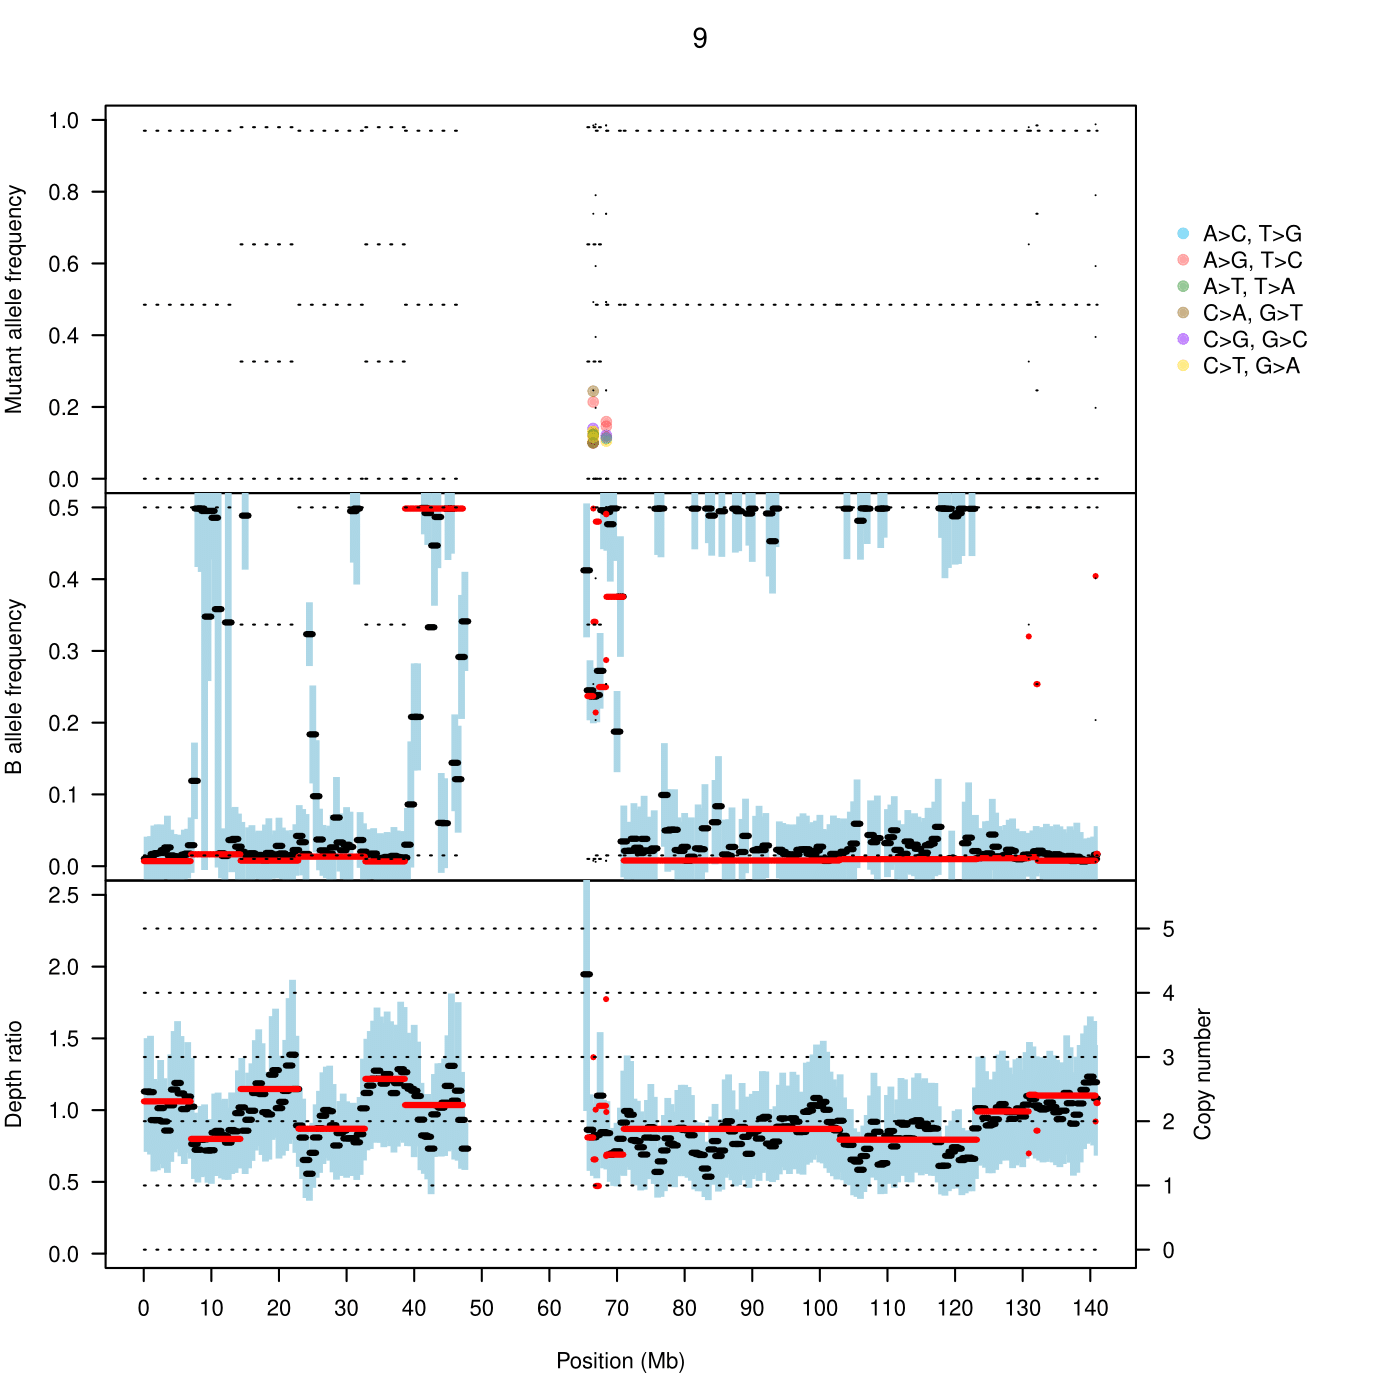 9
Mutant allele frequency
1.0
0.8
0.6
0.4
0.2
0.0
A>C, T>G
A>G, T>C
A>T, T>A
C>A, G>T
C>G, G>C
C>T, G>A
B allele frequency
0.5
0.4
0.3
0.2
0.1
0.0
Depth ratio
2.5
2.0
1.5
1.0
0.5
0.0
5
4
3
2
1
0
Copy number
0 10 20 30 40 50 60 70 80 90 100 110 120 130 140
Position (Mb)